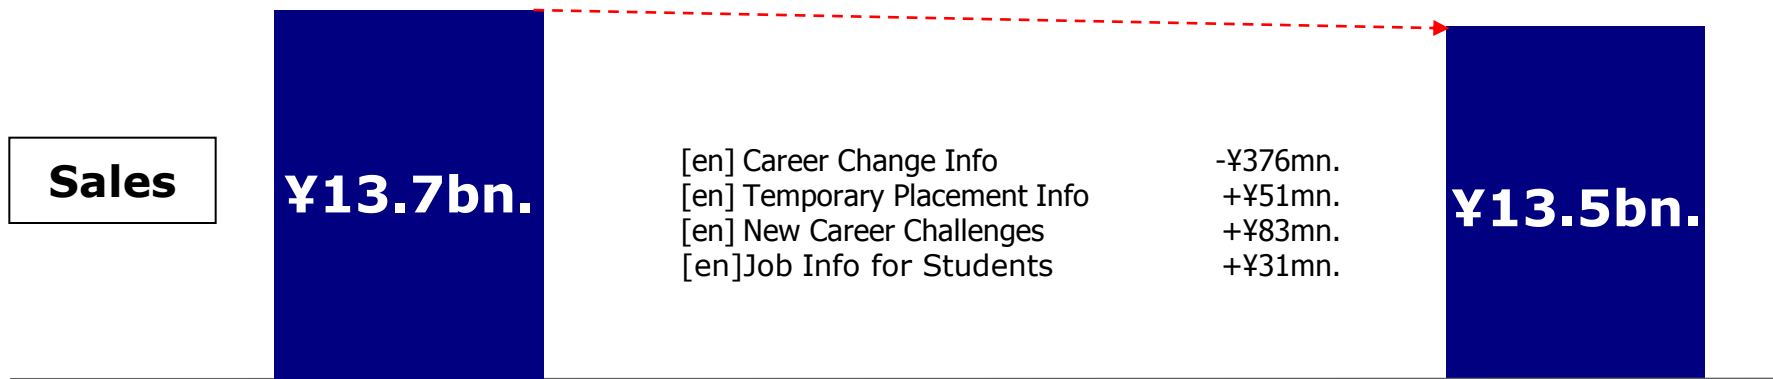 Sales
¥13.7bn.
[en] Career Change Info -¥376mn.
[en] Temporary Placement Info +¥51mn.
[en] New Career Challenges +¥83mn.
[en]Job Info for Students +¥31mn.
¥13.5bn.